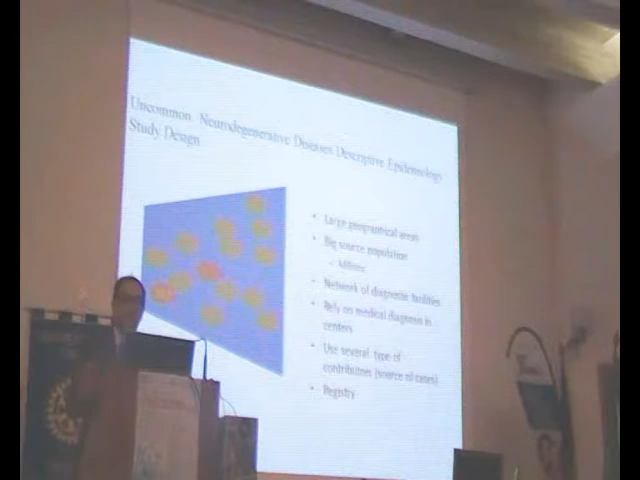 Uncommon Neurodegenerative Diseases Descriptive Epidemiology
Study Design
• Large geographical areas
• Big source population
– Millions
• Network of diagnostic facilities
• Rely on medical diagnosis in
centers
• Use several type of
contributors (source of cases)
• Registry